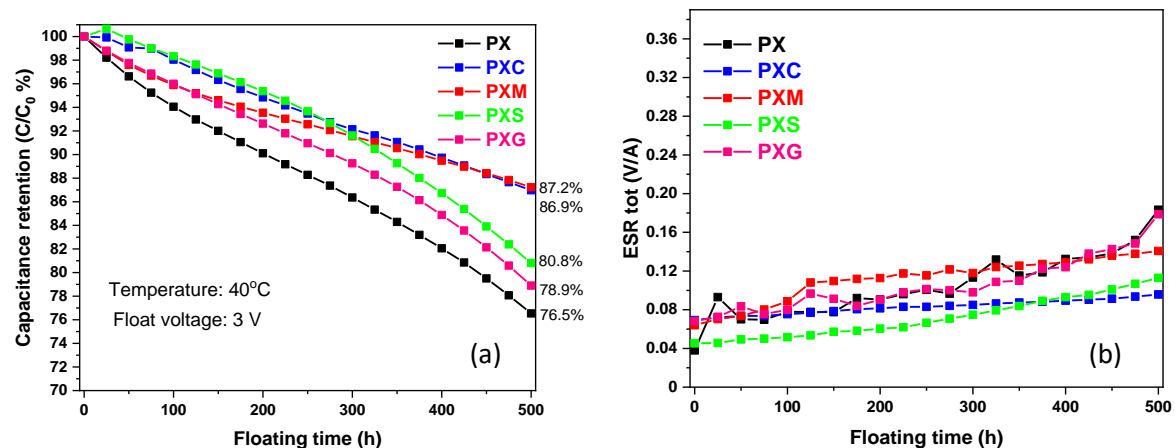 100
98
96
94
92
90
88
86
84
82
80
78
76
74
72
70
0
100
200
300
400
500
Capacitance retention (C/C₀ %)
Floating time (h)
PX
PXC
PXM
PXS
PXG
87.2%
86.9%
80.8%
78.9%
76.5%
Temperature: 40°C
Float voltage: 3 V
(a)
0.36
0.32
0.28
0.24
0.20
0.16
0.12
0.08
0.04
0
0
100
200
300
400
500
ESR tot (V/A)
Floating time (h)
PX
PXC
PXM
PXS
PXG
(b)